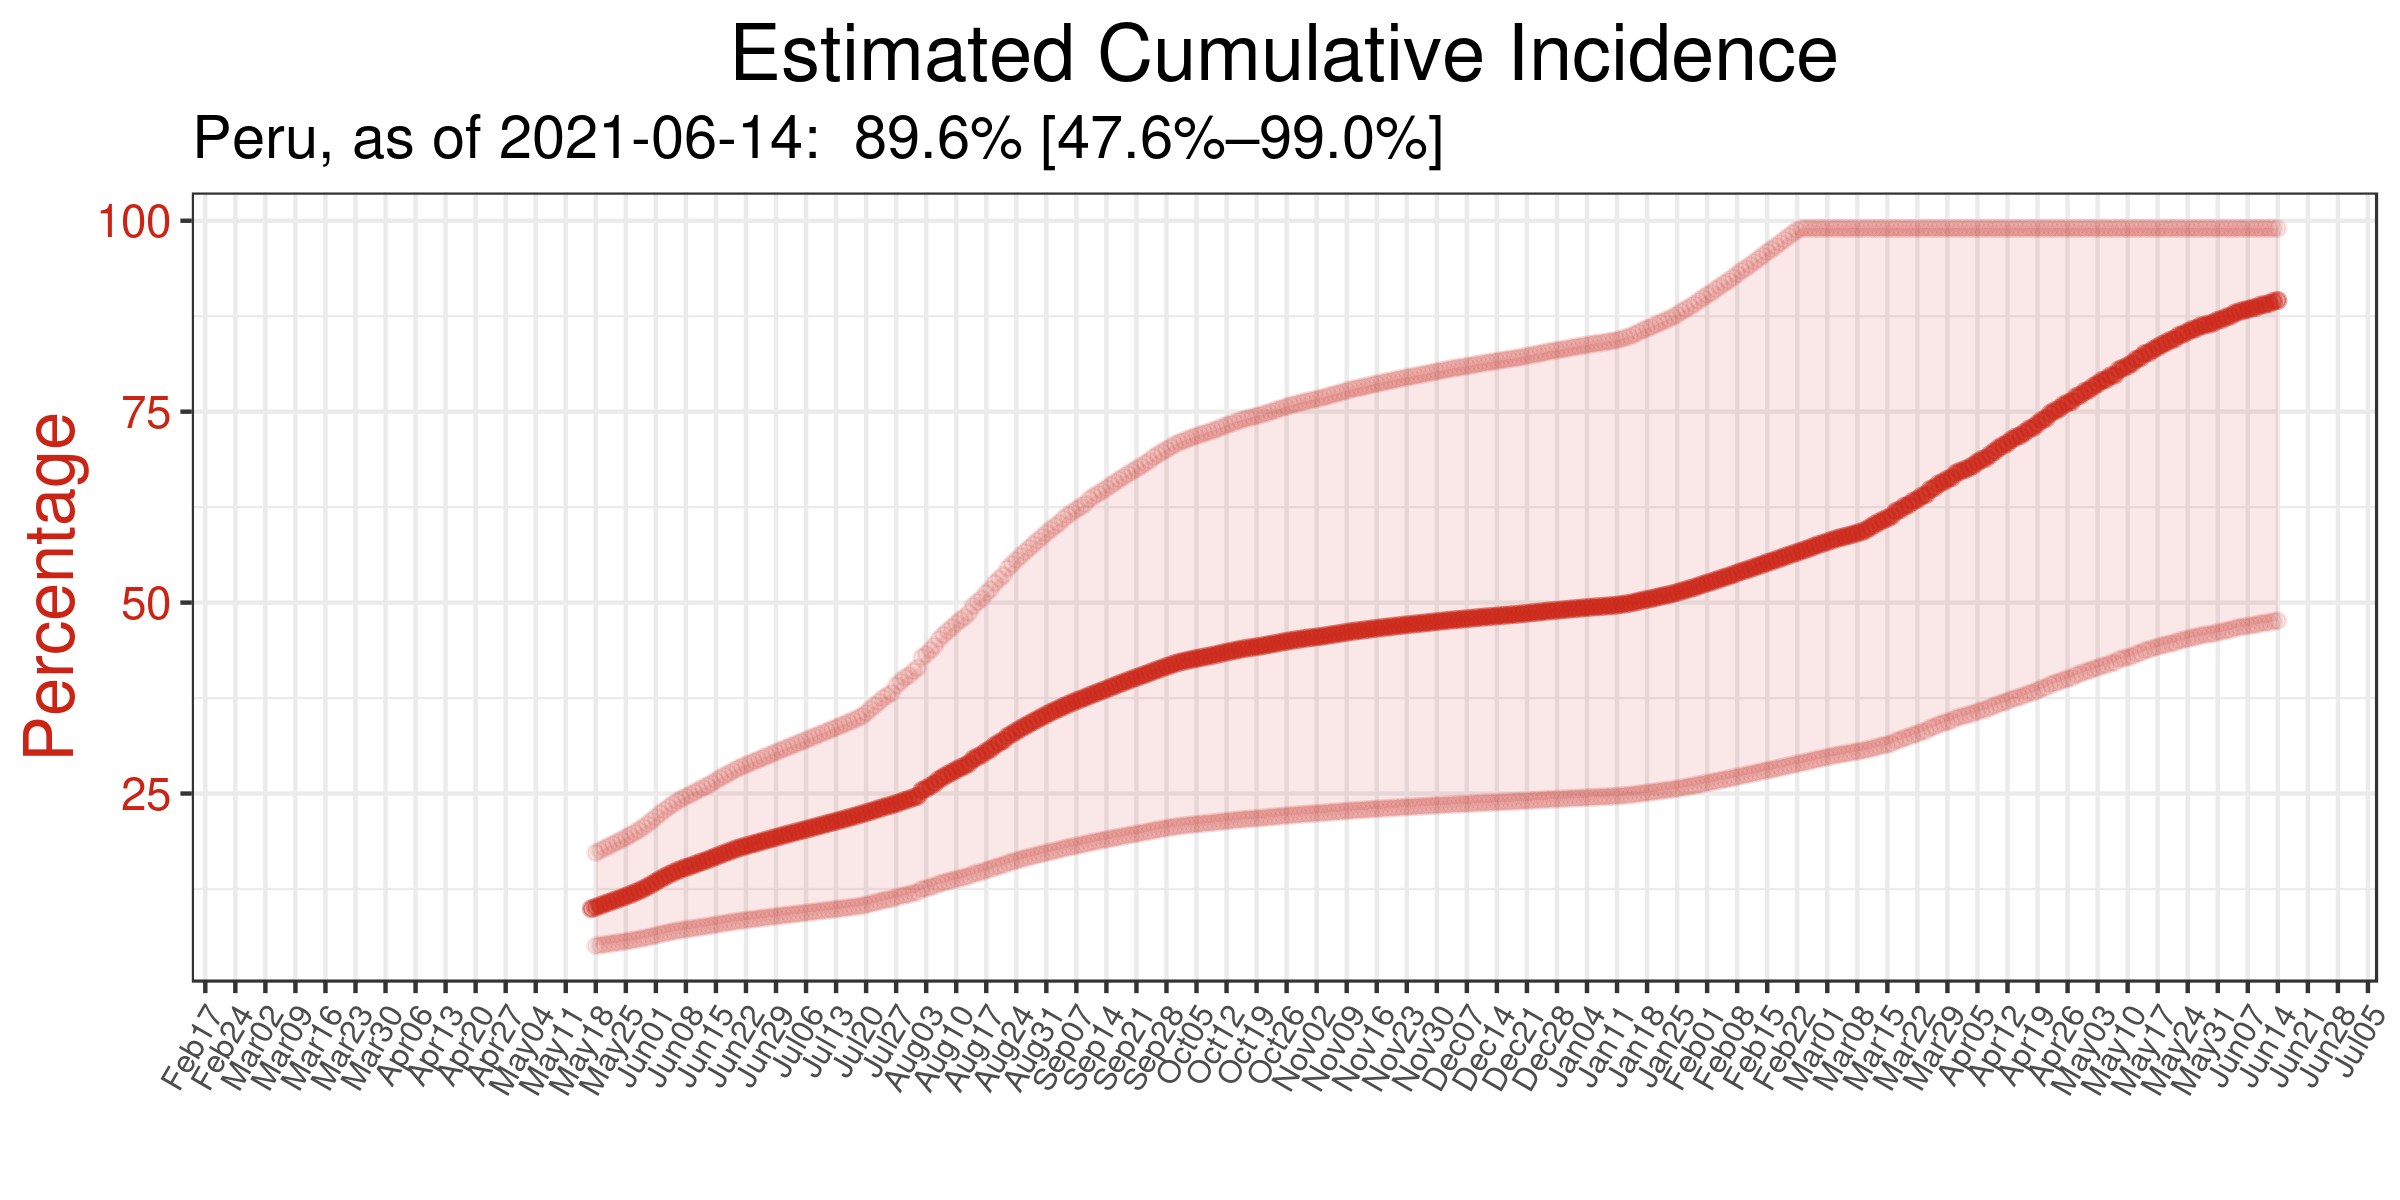 Estimated Cumulative Incidence
Peru, as of 2021-06-14:  89.6% [47.6%–99.0%]
Percentage
100
75
50
25
Feb17
Feb24
Mar02
Mar09
Mar16
Mar23
Mar30
Apr06
Apr13
Apr20
Apr27
May04
May11
May18
May25
Jun01
Jun08
Jun15
Jun22
Jun29
Jul06
Jul13
Jul20
Jul27
Aug03
Aug10
Aug17
Aug24
Aug31
Sep07
Sep14
Sep21
Sep28
Oct05
Oct12
Oct19
Oct26
Nov02
Nov09
Nov16
Nov23
Nov30
Dec07
Dec14
Dec21
Dec28
Jan04
Jan11
Jan18
Jan25
Feb01
Feb08
Feb15
Feb22
Mar01
Mar08
Mar15
Mar22
Mar29
Apr05
Apr12
Apr19
Apr26
May03
May10
May17
May24
May31
May07
Jun14
Jun21
Jun28
Jul05